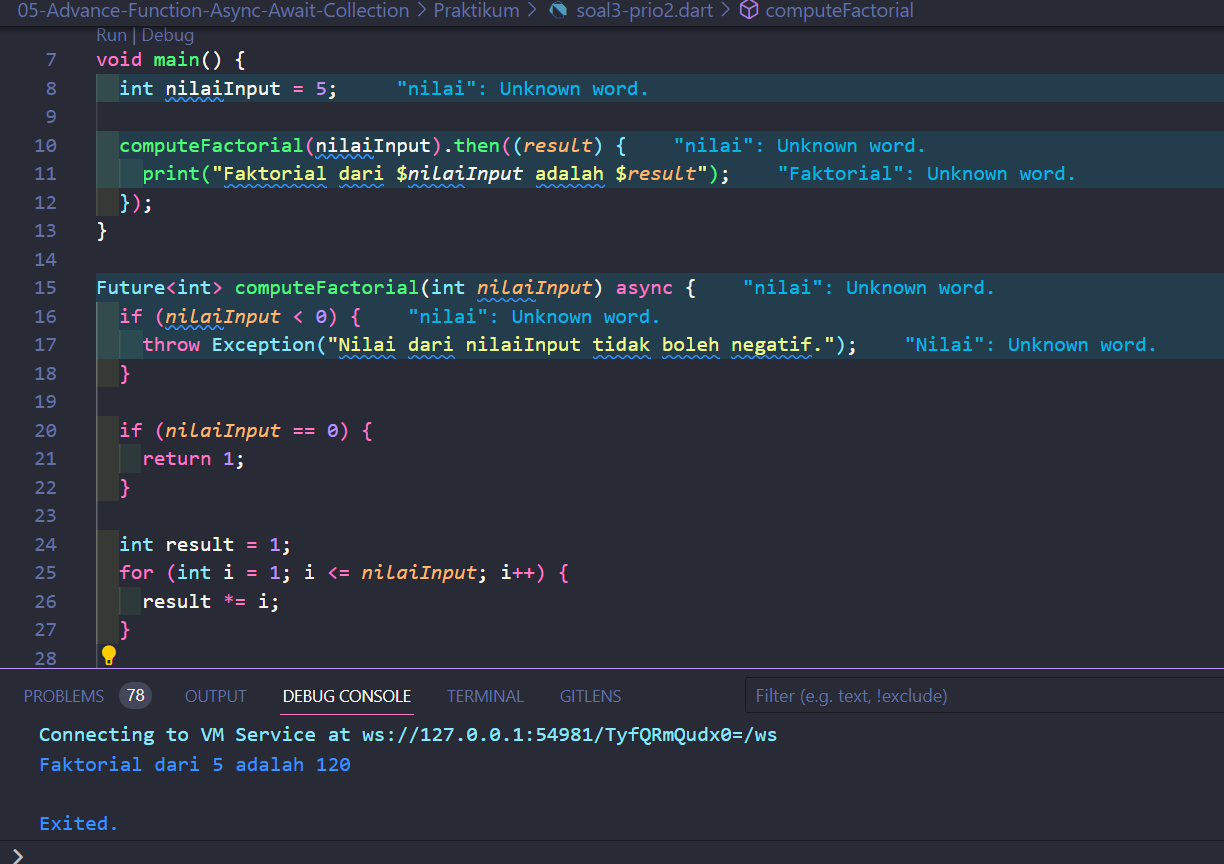 05-Advance-Function-Async-Await-Collection > Praktikum > soal3-prio2.dart > computeFactorial
Run | Debug
7 void main() {
8 int nilaiInput = 5; "nilai": Unknown word.
9
10 computeFactorial(nilaiInput).then((result) { "nilai": Unknown word.
11 print("Faktorial dari $nilaiInput adalah $result"); "Faktorial": Unknown word.
12 });
13 }
14
15 Future<int> computeFactorial(int nilaiInput) async { "nilai": Unknown word.
16 if (nilaiInput < 0) { "nilai": Unknown word.
17 throw Exception("Nilai dari nilaiInput tidak boleh negatif."); "Nilai": Unknown word.
18 }
19
20 if (nilaiInput == 0) {
21 return 1;
22 }
23
24 int result = 1;
25 for (int i = 1; i <= nilaiInput; i++) {
26 result *= i;
27 }
28
PROBLEMS 78 OUTPUT DEBUG CONSOLE TERMINAL GITLENS Filter (e.g. text, !exclude)
Connecting to VM Service at ws://127.0.0.1:54981/TyfQRmQudx0=/ws
Faktorial dari 5 adalah 120
Exited.
>